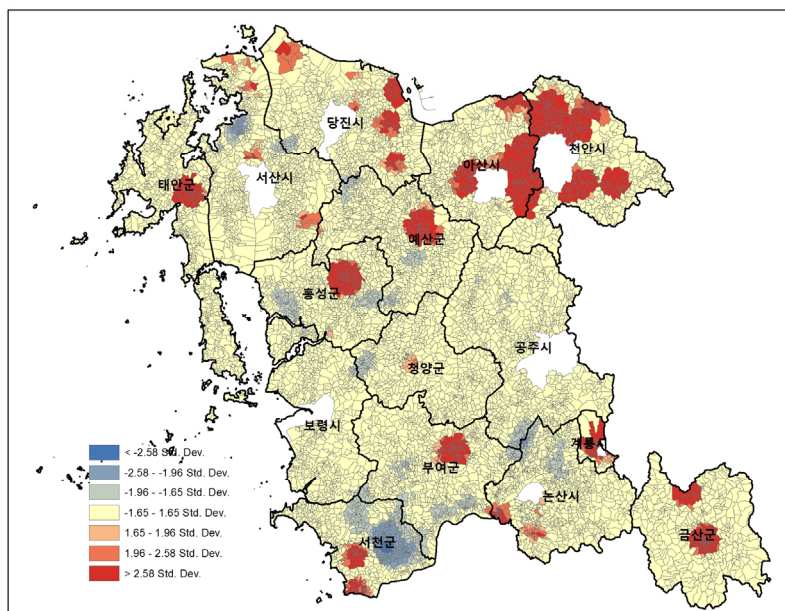 당진시
아산시
천안시
태안군
서산시
예산군
홍성군
공주시
청양군
보령시
계룡시
부여군
논산시
서천군
금산군
< -2.58 Std. Dev.
-2.58 - -1.96 Std. Dev.
-1.96 - -1.65 Std. Dev.
-1.65 - 1.65 Std. Dev.
1.65 - 1.96 Std. Dev.
1.96 - 2.58 Std. Dev.
> 2.58 Std. Dev.